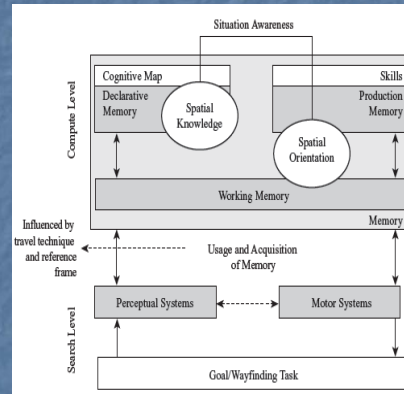 Situation Awareness
Compute Level
Cognitive Map
Declarative
Memory
Spatial
Knowledge
Skills
Production
Memory
Spatial
Orientation
Working Memory
Memory
Influenced by
travel technique
and reference
frame
Usage and Acquisition
of Memory
Search Level
Perceptual Systems
Motor Systems
Goal/Wayfinding Task